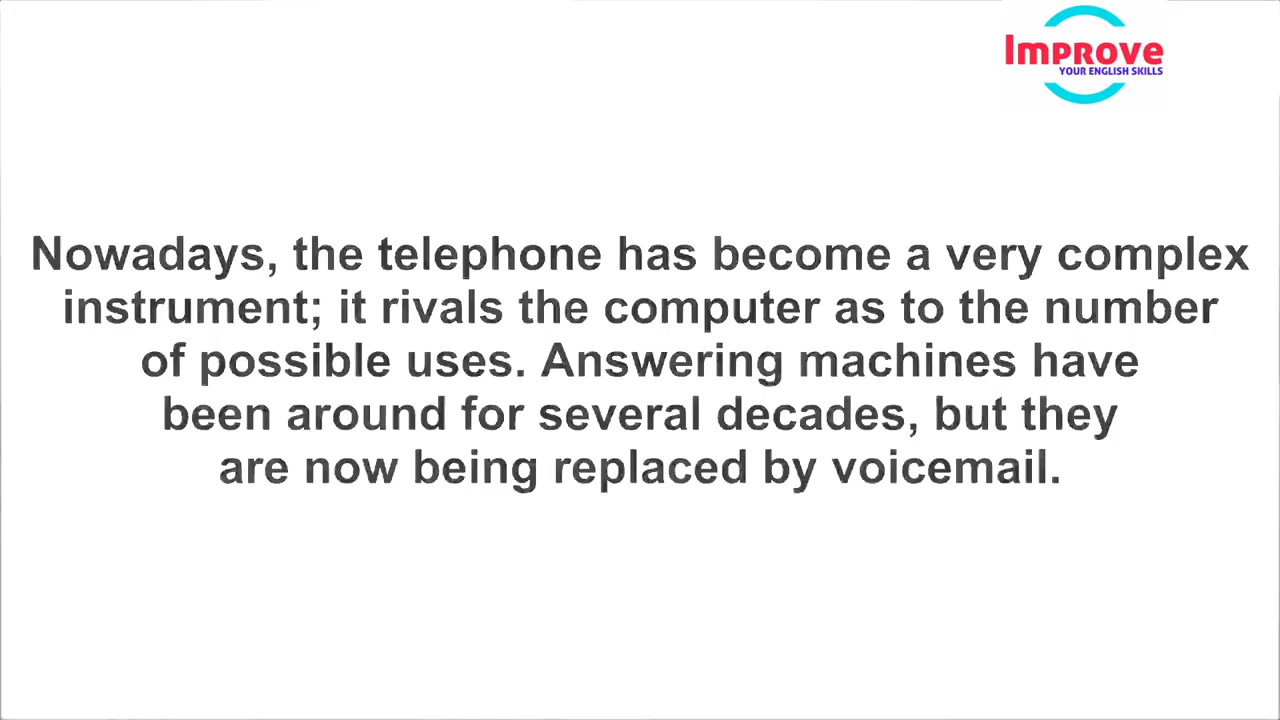 Improve
YOUR ENGLISH SKILLS
Nowadays, the telephone has become a very complex
instrument; it rivals the computer as to the number
of possible uses. Answering machines have
been around for several decades, but they
are now being replaced by voicemail.